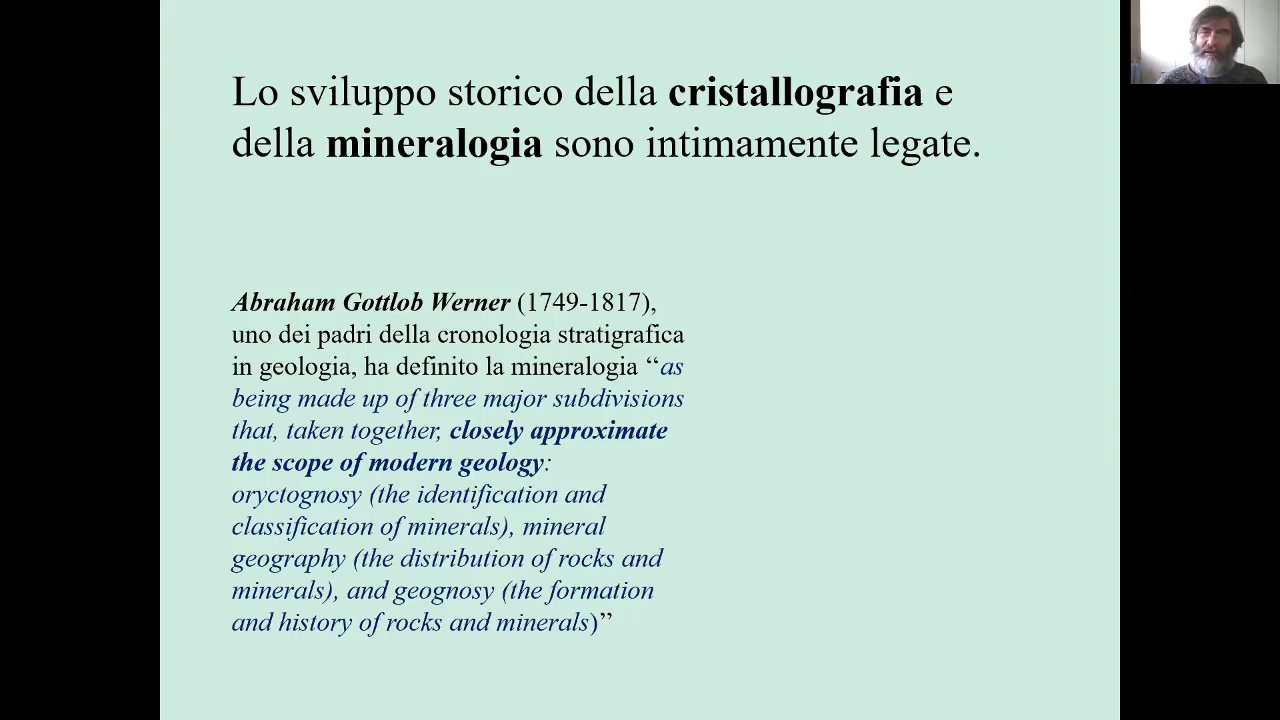 Lo sviluppo storico della cristallografia e
della mineralogia sono intimamente legate.
Abraham Gottlob Werner (1749-1817),
uno dei padri della cronologia stratigrafica
in geologia, ha definito la mineralogia “as
being made up of three major subdivisions
that, taken together, closely approximate
the scope of modern geology:
oryctognosy (the identification and
classification of minerals), mineral
geography (the distribution of rocks and
minerals), and geognosy (the formation
and history of rocks and minerals)”